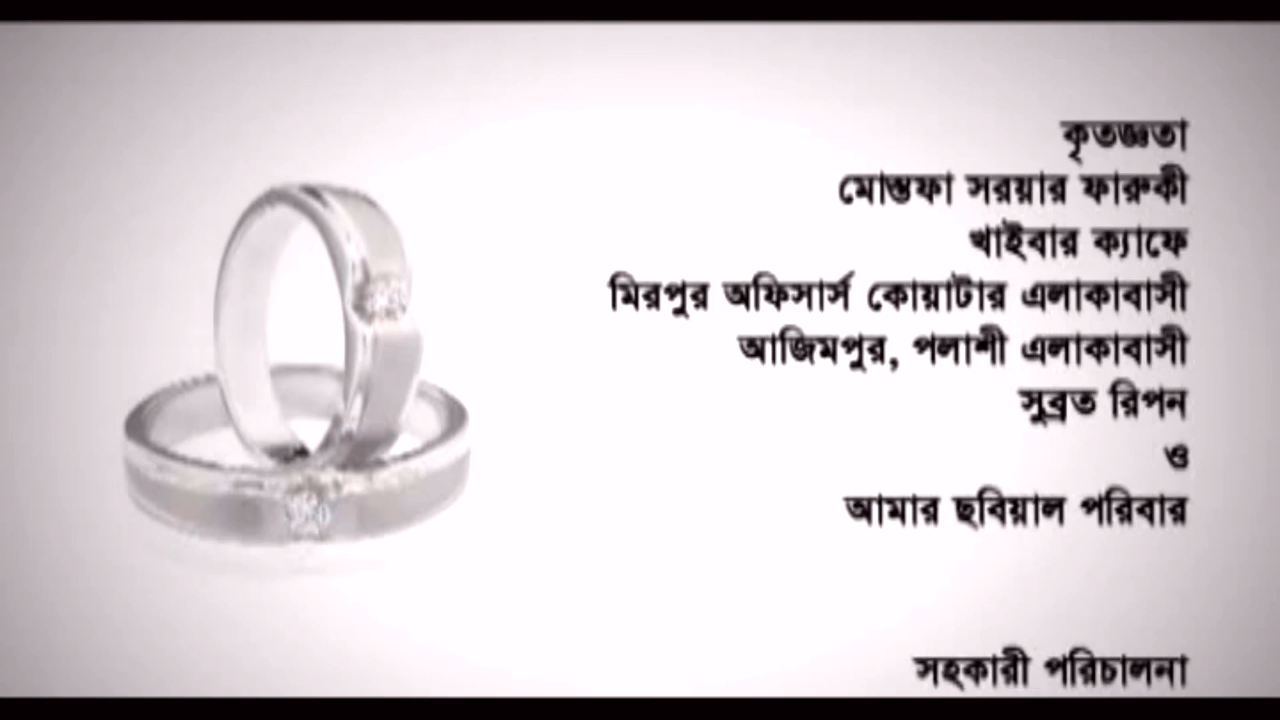 কৃতজ্ঞতা
মোস্তফা সরয়ার ফারুকী
খাইবার ক্যাফে
মিরপুর অফিসার্স কোয়াটার এলাকাবাসী
আজিমপুর, পলাশী এলাকাবাসী
সুব্রত রিপন
ও
আমার ছবিয়াল পরিবার
সহকারী পরিচালনা